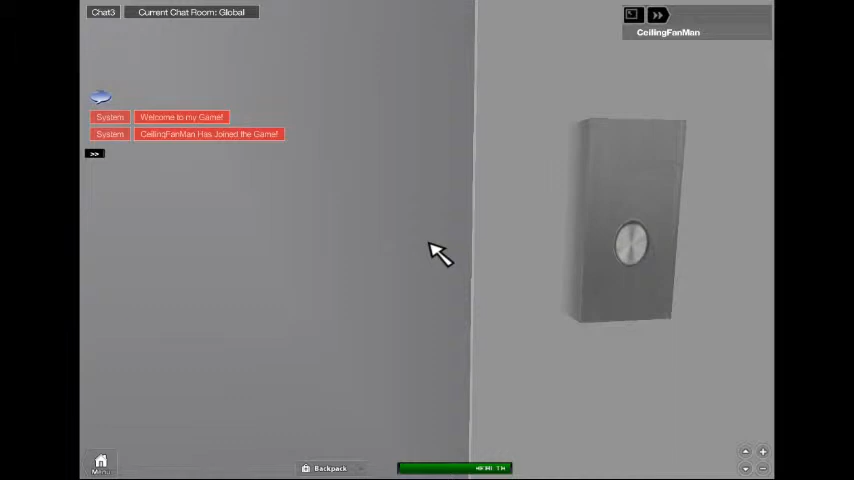 Chat3 Current Chat Room: Global
CeilingFanMan
System Welcome to my Game!
System CeilingFanMan Has Joined the Game!
>>
Menu Backpack HEALTH